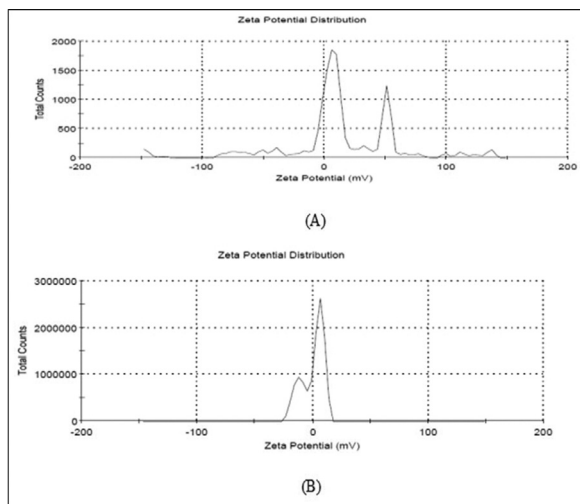 Zeta Potential Distribution
2000
1500
1000
500
0
Total Counts
-200 -100 0 100 200
Zeta Potential (mV)
(A)
Zeta Potential Distribution
3000000
2000000
1000000
0
Total Counts
-200 -100 0 100 200
Zeta Potential (mV)
(B)